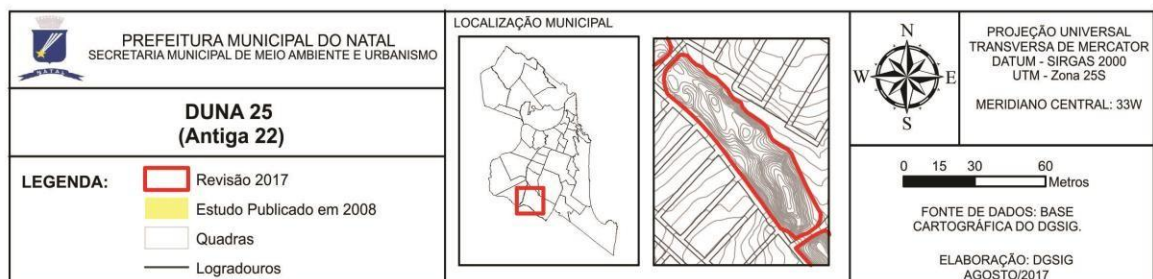 NATAL
PREFEITURA MUNICIPAL DO NATAL
SECRETARIA MUNICIPAL DE MEIO AMBIENTE E URBANISMO
DUNA 25
(Antiga 22)
LEGENDA:
Revisão 2017
Estudo Publicado em 2008
Quadras
Logradouros
LOCALIZAÇÃO MUNICIPAL
N
W E
S
PROJEÇÃO UNIVERSAL
TRANSVERSA DE MERCATOR
DATUM - SIRGAS 2000
UTM - Zona 25S
MERIDIANO CENTRAL: 33W
0 15 30 60
Metros
FONTE DE DADOS: BASE
CARTOGRÁFICA DO DGSIG.
ELABORAÇÃO: DGSIG
AGOSTO/2017